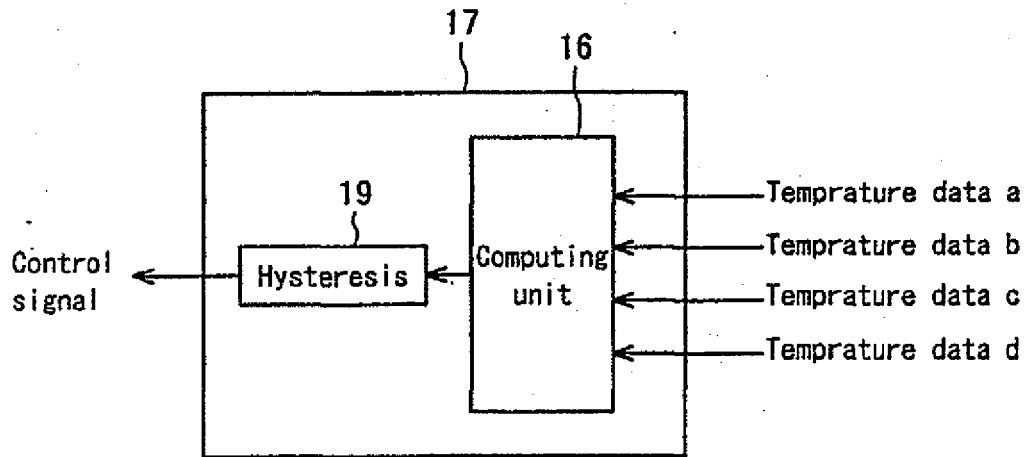 17
16
19
Temprature data a
Temprature data b
Temprature data c
Temprature data d
Computing
unit
Hysteresis
Control
signal